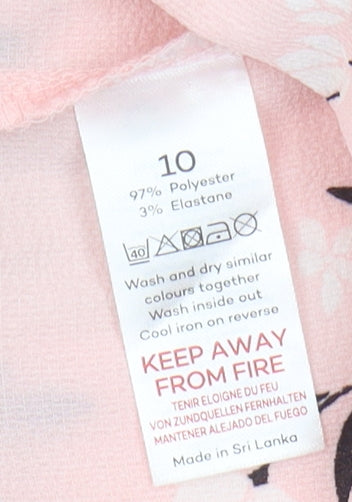 10
97% Polyester
3% Elastane
40
Wash and dry similar
colours together
Wash inside out
Cool iron on reverse
KEEP AWAY
FROM FIRE
TENIR ELOIGNE DU FEU
VON ZUNDQUELLEN FERNHALTEN
MANTENER ALEJADO DEL FUEGO
Made in Sri Lanka